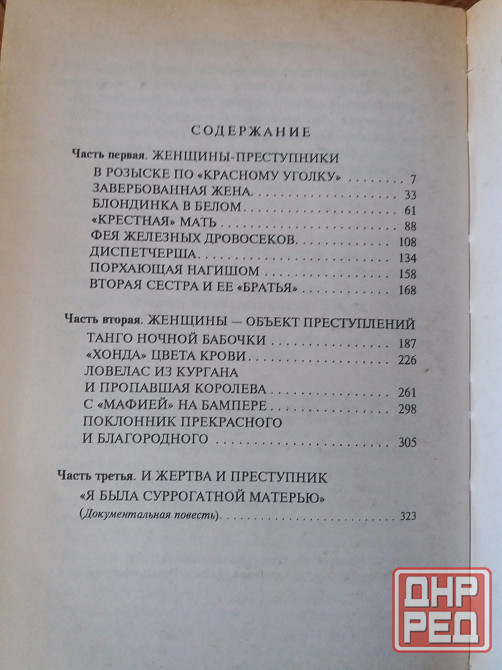 СОДЕРЖАНИЕ
Часть первая. ЖЕНЩИНЫ-ПРЕСТУПНИКИ
В РОЗЫСКЕ ПО «КРАСНОМУ УГОЛКУ» . . . . . . . . 7
ЗАВЕРБОВАННАЯ ЖЕНА. . . . . . . . . . . . . . . . . . . . 33
БЛОНДИНКА В БЕЛОМ . . . . . . . . . . . . . . . . . . . . . 61
«КРЕСТНАЯ» МАТЬ . . . . . . . . . . . . . . . . . . . . . . . 88
ФЕЯ ЖЕЛЕЗНЫХ ДРОВОСЕКОВ. . . . . . . . . . . . . . 108
ДИСПЕТЧЕРША. . . . . . . . . . . . . . . . . . . . . . . . . . 134
ПОРХАЮЩАЯ НАГИШОМ . . . . . . . . . . . . . . . . . . 158
ВТОРАЯ СЕСТРА И ЕЕ «БРАТЬЯ» . . . . . . . . . . . . . 168
Часть вторая. ЖЕНЩИНЫ — ОБЪЕКТ ПРЕСТУПЛЕНИЙ
ТАНГО НОЧНОЙ БАБОЧКИ . . . . . . . . . . . . . . . . . 187
«ХОНДА» ЦВЕТА КРОВИ . . . . . . . . . . . . . . . . . . . 226
ЛОВЕЛАС ИЗ КУРГАНА
И ПРОПАВШАЯ КОРОЛЕВА . . . . . . . . . . . . . . . . . 261
С «МАФИЕЙ» НА БАМПЕРЕ . . . . . . . . . . . . . . . . . 298
ПОКЛОННИК ПРЕКРАСНОГО
И БЛАГОРОДНОГО . . . . . . . . . . . . . . . . . . . . . . . 305
Часть третья. И ЖЕРТВА И ПРЕСТУПНИК
«Я БЫЛА СУРРОГАТНОЙ МАТЕРЬЮ»
(Документальная повесть). . . . . . . . . . . . . . . . . . . . 323
ДНР
РЕД